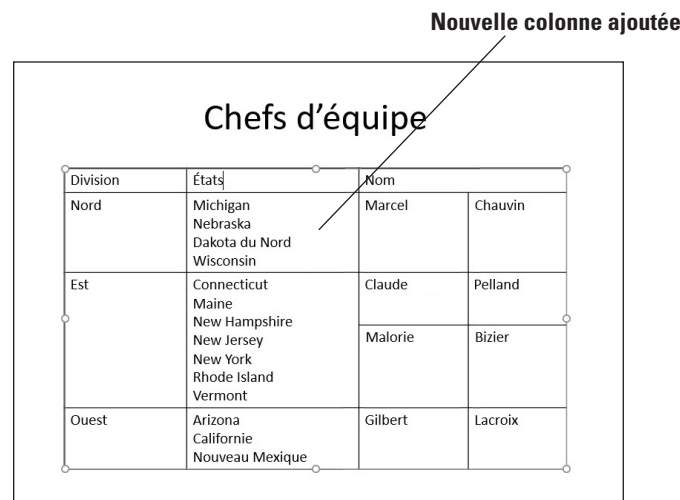 Nouvelle colonne ajoutée
Chefs d'équipe
Division États Nom
Nord Michigan Marcel Chauvin
Nebraska
Dakota du Nord
Wisconsin
Est Connecticut Claude Pelland
Maine
New Hampshire
New Jersey Malorie Bizier
New York
Rhode Island
Vermont
Ouest Arizona Gilbert Lacroix
Californie
Nouveau Mexique